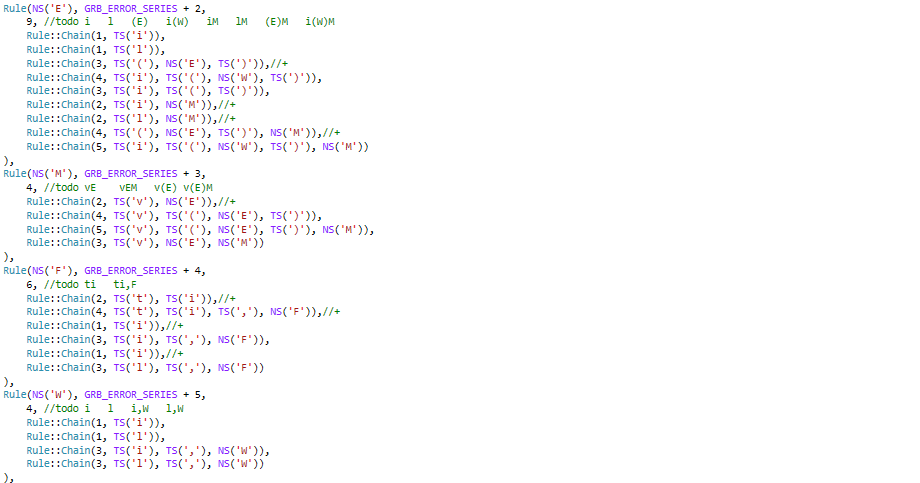 Rule(NS('E'), GRB_ERROR_SERIES + 2,
    9, //todo i   l   (E)   i(W)   iM   lM   (E)M   i(W)M
    Rule::Chain(1, TS('i')),
    Rule::Chain(1, TS('l')),
    Rule::Chain(3, TS('('), NS('E'), TS(')')),//+
    Rule::Chain(4, TS('i'), TS('('), NS('W'), TS(')')),
    Rule::Chain(3, TS('i'), TS('('), TS(')')),
    Rule::Chain(2, TS('i'), NS('M')),//+
    Rule::Chain(2, TS('l'), NS('M')),//+
    Rule::Chain(4, TS('('), NS('E'), TS(')'), NS('M')),//+
    Rule::Chain(5, TS('i'), TS('('), NS('W'), TS(')'), NS('M'))
),
Rule(NS('M'), GRB_ERROR_SERIES + 3,
    4, //todo vE    vEM   v(E) v(E)M
    Rule::Chain(2, TS('v'), NS('E')),//+
    Rule::Chain(4, TS('v'), TS('('), NS('E'), TS(')')),
    Rule::Chain(5, TS('v'), TS('('), NS('E'), TS(')'), NS('M')),
    Rule::Chain(3, TS('v'), NS('E'), NS('M'))
),
Rule(NS('F'), GRB_ERROR_SERIES + 4,
    6, //todo ti   ti,F
    Rule::Chain(2, TS('t'), TS('i')),//+
    Rule::Chain(4, TS('t'), TS('i'), TS(','), NS('F')),//+
    Rule::Chain(1, TS('i')),//+
    Rule::Chain(3, TS('i'), TS(','), NS('F')),
    Rule::Chain(1, TS('i')),//+
    Rule::Chain(3, TS('l'), TS(','), NS('F'))
),
Rule(NS('W'), GRB_ERROR_SERIES + 5,
    4, //todo i   l   i,W   l,W
    Rule::Chain(1, TS('i')),
    Rule::Chain(1, TS('l')),
    Rule::Chain(3, TS('i'), TS(','), NS('W')),
    Rule::Chain(3, TS('l'), TS(','), NS('W'))
),